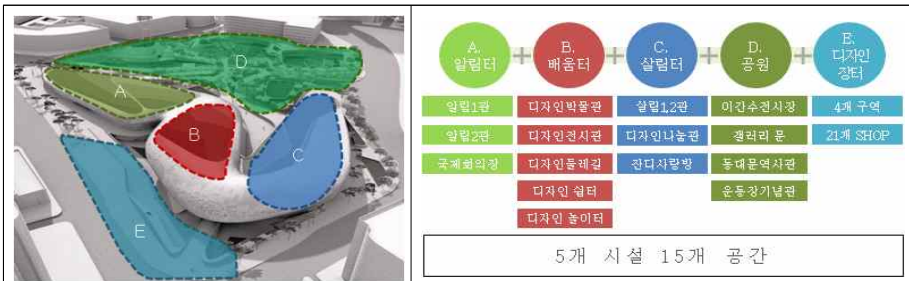 D
A
B
C
E
A.
알림터
+
B.
배움터
+
C.
살림터
+
D.
공원
+
E.
디자인
장터
알림1관
디자인박물관
살림1,2관
이간수전시장
4개 구역
알림2관
디자인전시관
디자인나눔관
갤러리 문
21개 SHOP
국제회의장
디자인둘레길
잔디사랑방
동대문역사관
디자인 쉼터
운동장기념관
디자인 놀이터
5개 시설 15개 공간